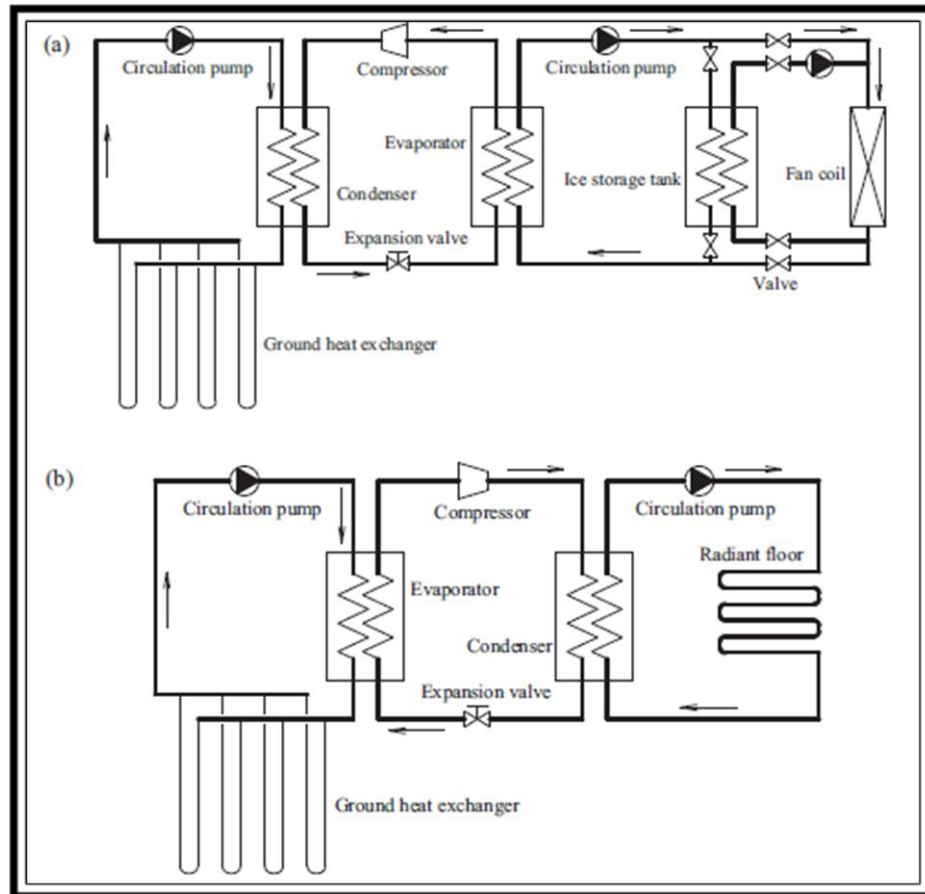 (a)
Circulation pump
Compressor
Circulation pump
Evaporator
Condenser
Ice storage tank
Fan coil
Expansion valve
Valve
Ground heat exchanger
(b)
Circulation pump
Compressor
Circulation pump
Radiant floor
Evaporator
Condenser
Expansion valve
Ground heat exchanger